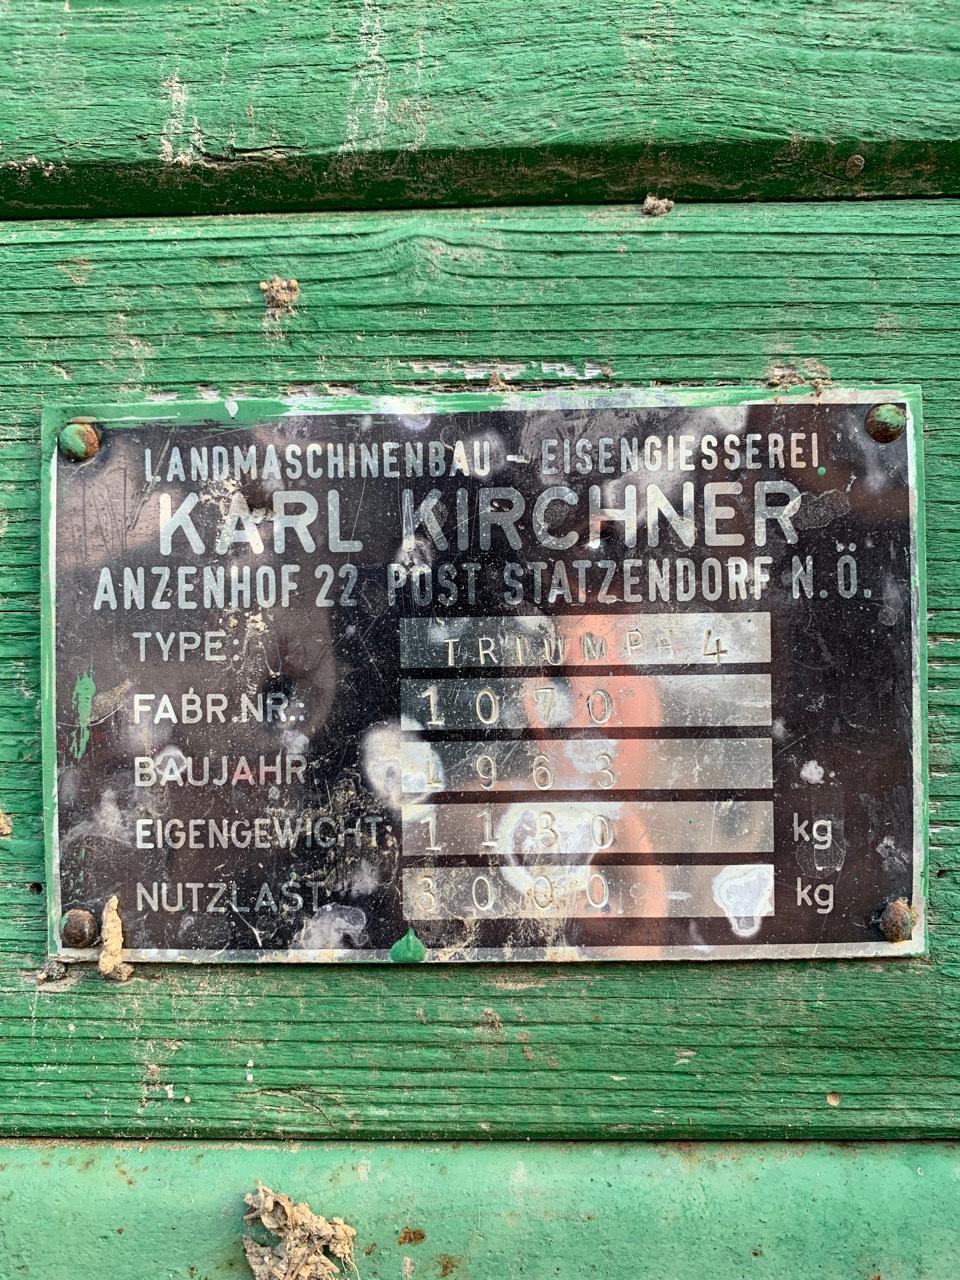 LANDMASCHINENBAU - EISENGIESSEREI
KARL KIRCHNER
ANZENHOF 22 POST STATZENDORF N.Ö.
TYPE: TRIUMPH 4
FABR.NR.: 1070
BAUJAHR 1963
EIGENGEWICHT: 1130 kg
NUTZLAST 3000 kg